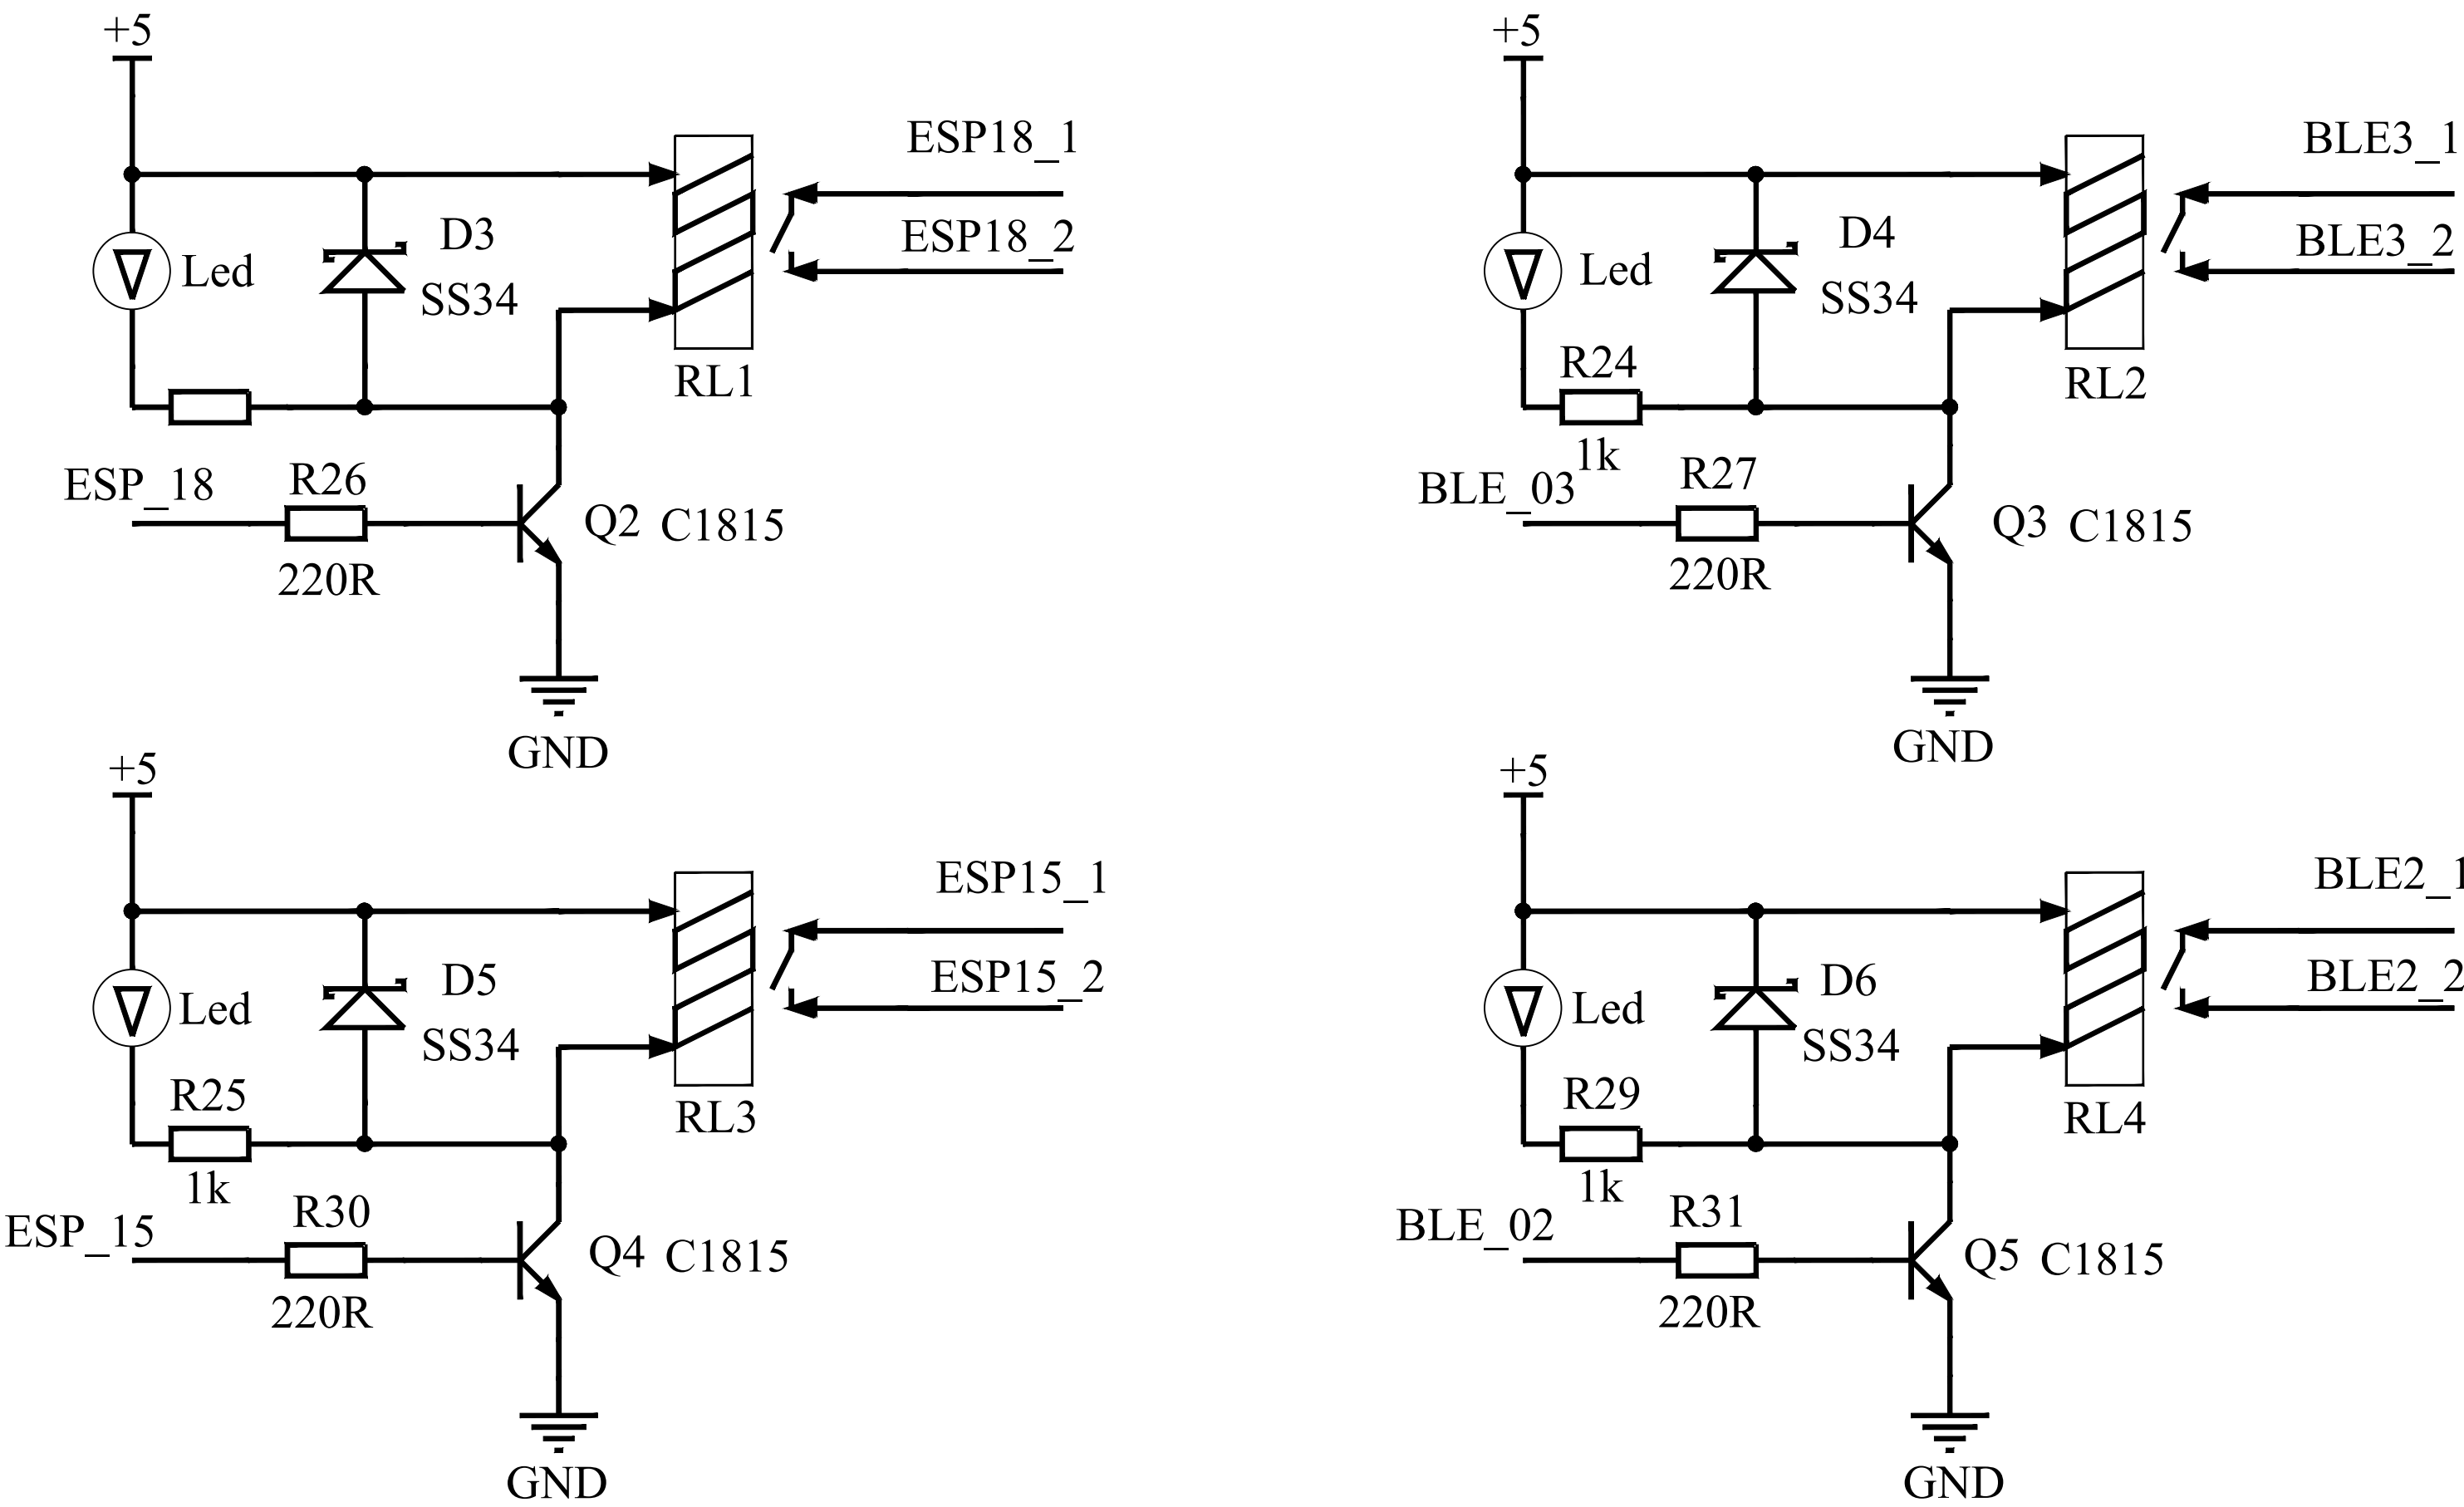 +5
ESP18_1
ESP18_2
D3
Led
SS34
RL1
ESP_18
R26
Q2 C1815
220R
GND
+5
BLE3_1
BLE3_2
D4
Led
SS34
R24
RL2
1k
BLE_03
R27
Q3 C1815
220R
GND
+5
ESP15_1
ESP15_2
D5
Led
SS34
R25
RL3
1k
ESP_15
R30
Q4 C1815
220R
GND
+5
BLE2_1
BLE2_2
D6
Led
SS34
R29
RL4
1k
BLE_02
R31
Q5 C1815
220R
GND